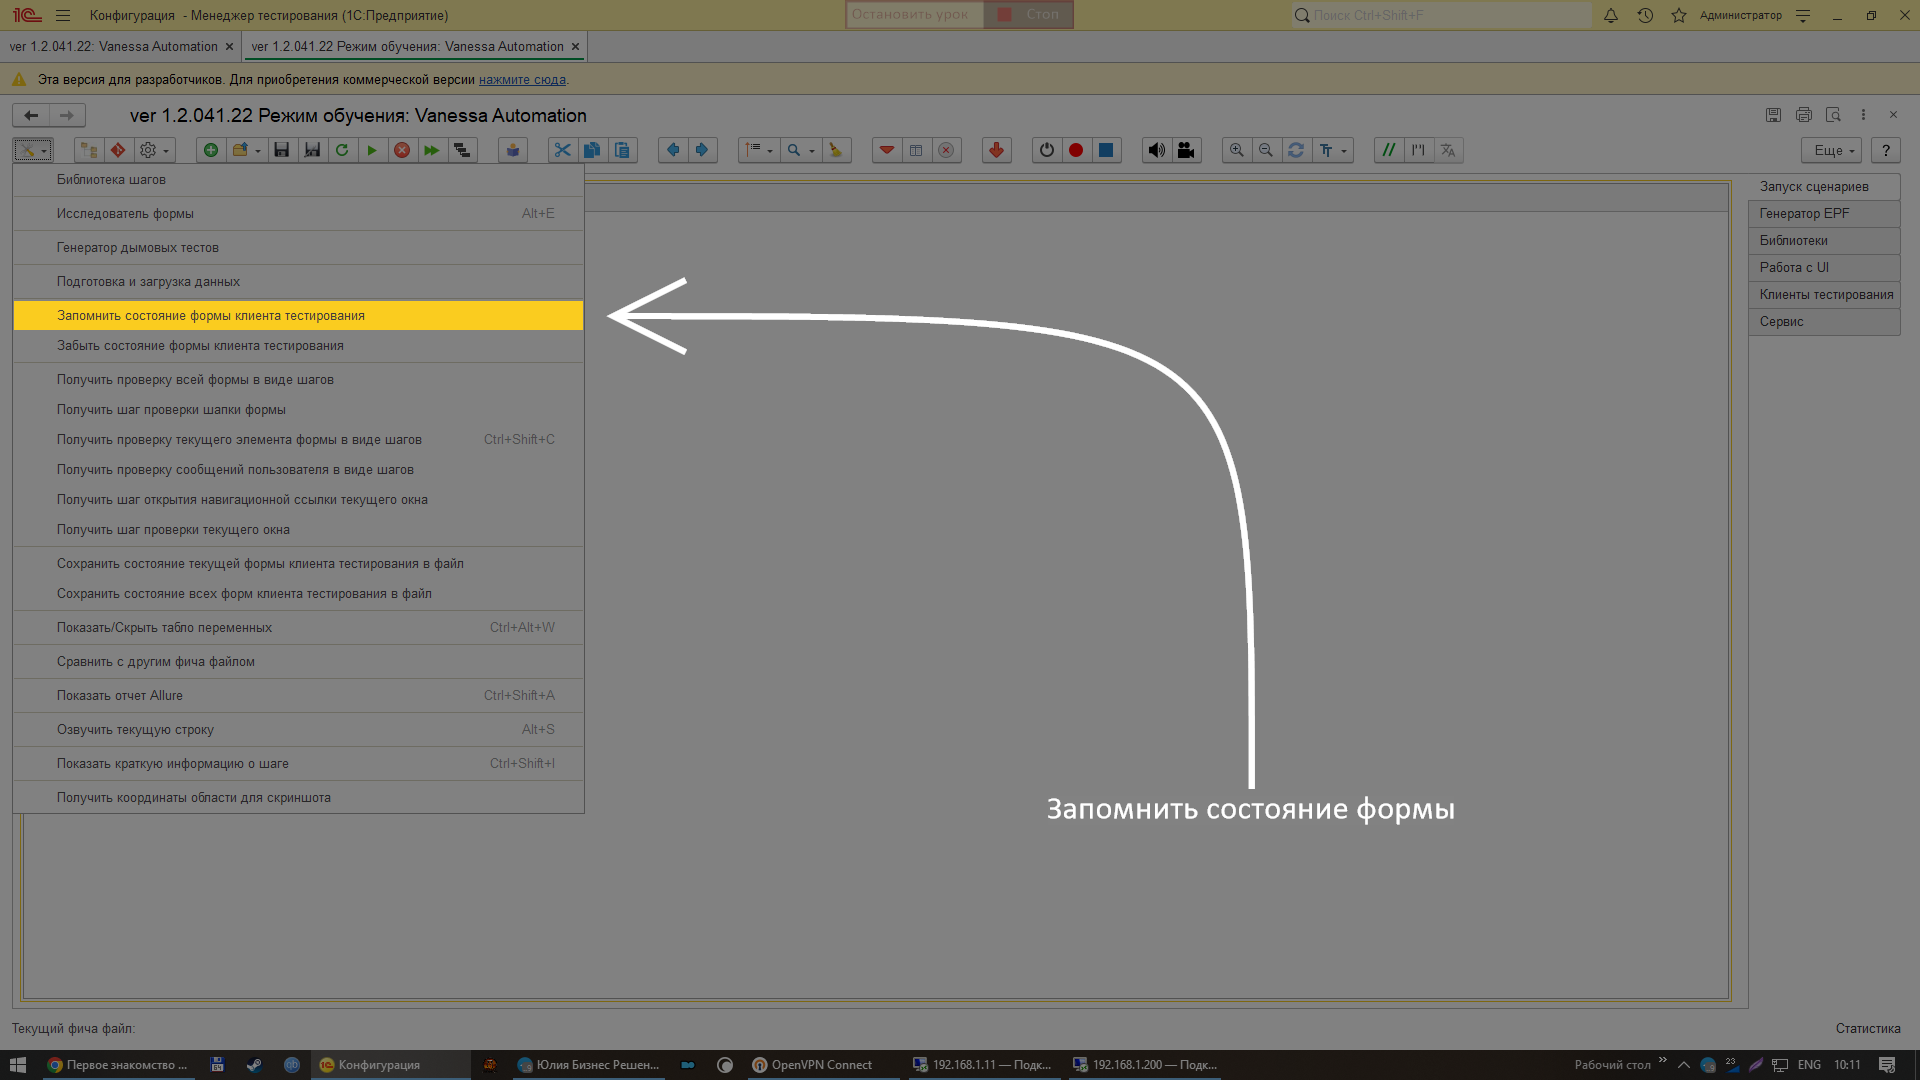 Конфигурация - Менеджер тестирования (1С:Предприятие)
Остановить урок
Стоп
Поиск Ctrl+Shift+F
Администратор
ver 1.2.041.22: Vanessa Automation
ver 1.2.041.22 Режим обучения: Vanessa Automation
Эта версия для разработчиков. Для приобретения коммерческой версии нажмите сюда.
ver 1.2.041.22 Режим обучения: Vanessa Automation
Еще
?
Библиотека шагов
Исследователь формы Alt+E
Генератор дымовых тестов
Подготовка и загрузка данных
Запомнить состояние формы клиента тестирования
Забыть состояние формы клиента тестирования
Получить проверку всей формы в виде шагов
Получить шаг проверки шапки формы
Получить проверку текущего элемента формы в виде шагов Ctrl+Shift+C
Получить проверку сообщений пользователя в виде шагов
Получить шаг открытия навигационной ссылки текущего окна
Получить шаг проверки текущего окна
Сохранить состояние текущей формы клиента тестирования в файл
Сохранить состояние всех форм клиента тестирования в файл
Показать/Скрыть табло переменных Ctrl+Alt+W
Сравнить с другим фича файлом
Показать отчет Allure Ctrl+Shift+A
Озвучить текущую строку Alt+S
Показать краткую информацию о шаге Ctrl+Shift+I
Получить координаты области для скриншота
Запуск сценариев
Генератор EPF
Библиотеки
Работа с UI
Клиенты тестирования
Сервис
Запомнить состояние формы
Текущий фича файл:
Статистика
Первое знакомство ...
Конфигурация
Юлия Бизнес Решен...
OpenVPN Connect
192.168.1.11 — Подк...
192.168.1.200 — Подк...
Рабочий стол
23
ENG
10:11